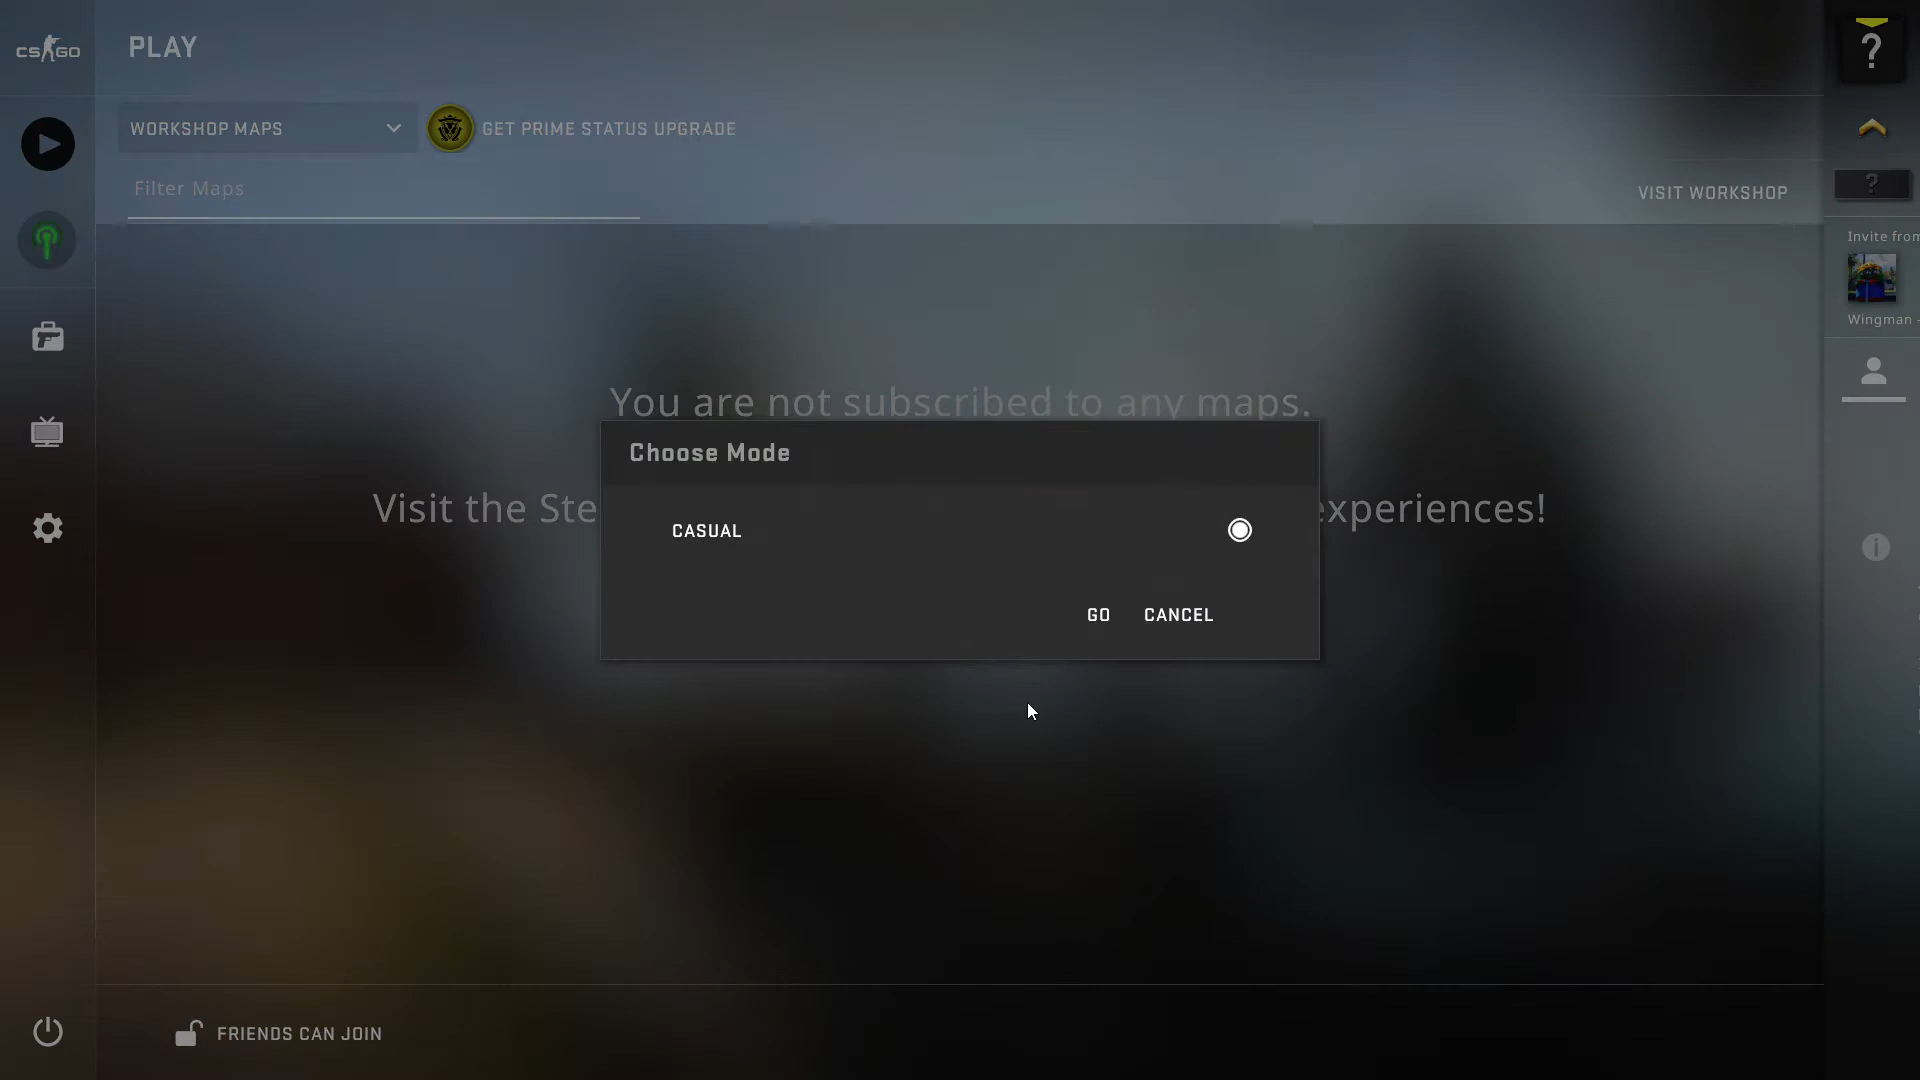 CS GO
PLAY
?
WORKSHOP MAPS
GET PRIME STATUS UPGRADE
Filter Maps
VISIT WORKSHOP
?
Invite from
Wingman -
You are not subscribed to any maps.
Choose Mode
Visit the Ste
xperiences!
CASUAL
GO CANCEL
FRIENDS CAN JOIN